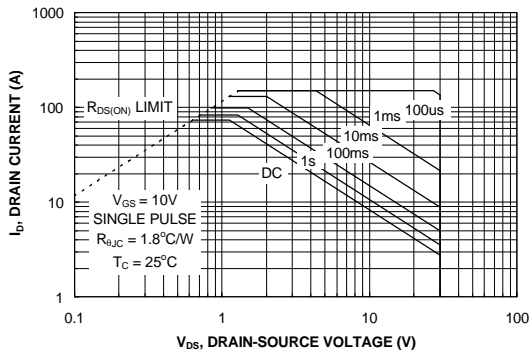 1000
100
10
1
I_D, DRAIN CURRENT (A)
R_DS(ON) LIMIT
100us
1ms
10ms
100ms
1s
DC
V_GS = 10V
SINGLE PULSE
R_θJC = 1.8°C/W
T_C = 25°C
0.1
1
10
100
V_DS, DRAIN-SOURCE VOLTAGE (V)